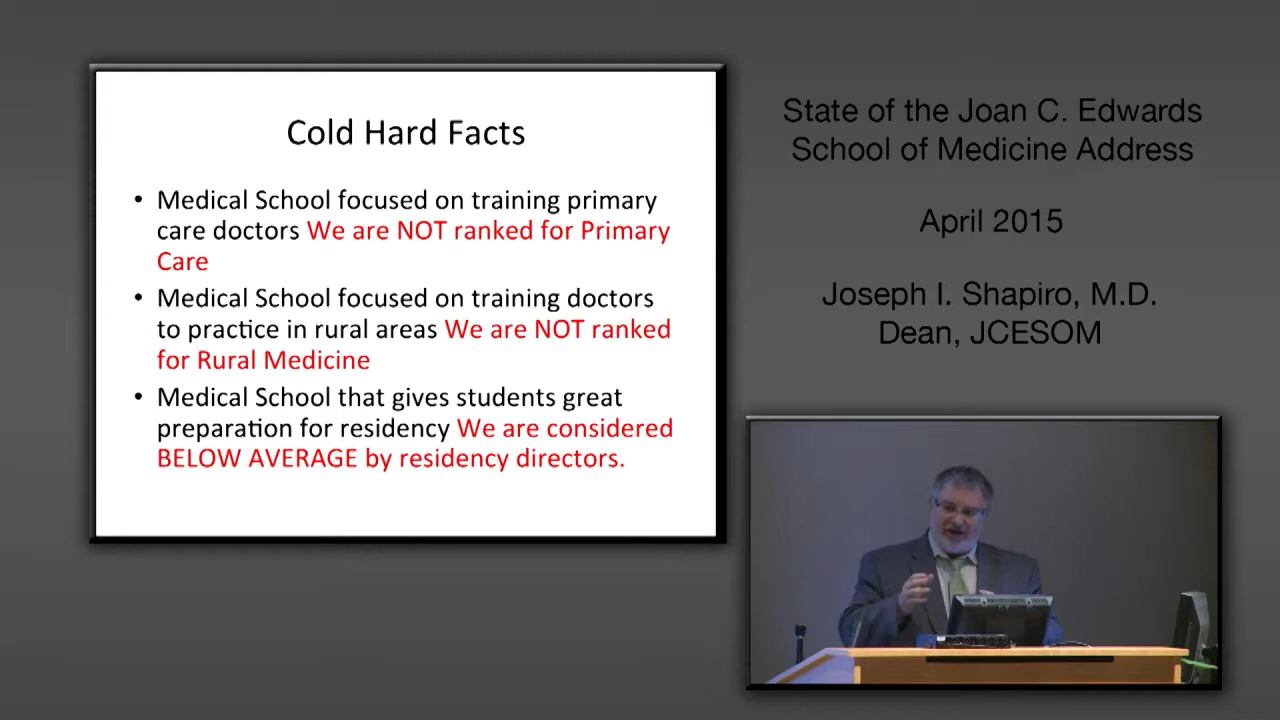 Cold Hard Facts
• Medical School focused on training primary
care doctors We are NOT ranked for Primary
Care
• Medical School focused on training doctors
to practice in rural areas We are NOT ranked
for Rural Medicine
• Medical School that gives students great
preparation for residency We are considered
BELOW AVERAGE by residency directors.
State of the Joan C. Edwards
School of Medicine Address
April 2015
Joseph I. Shapiro, M.D.
Dean, JCESOM